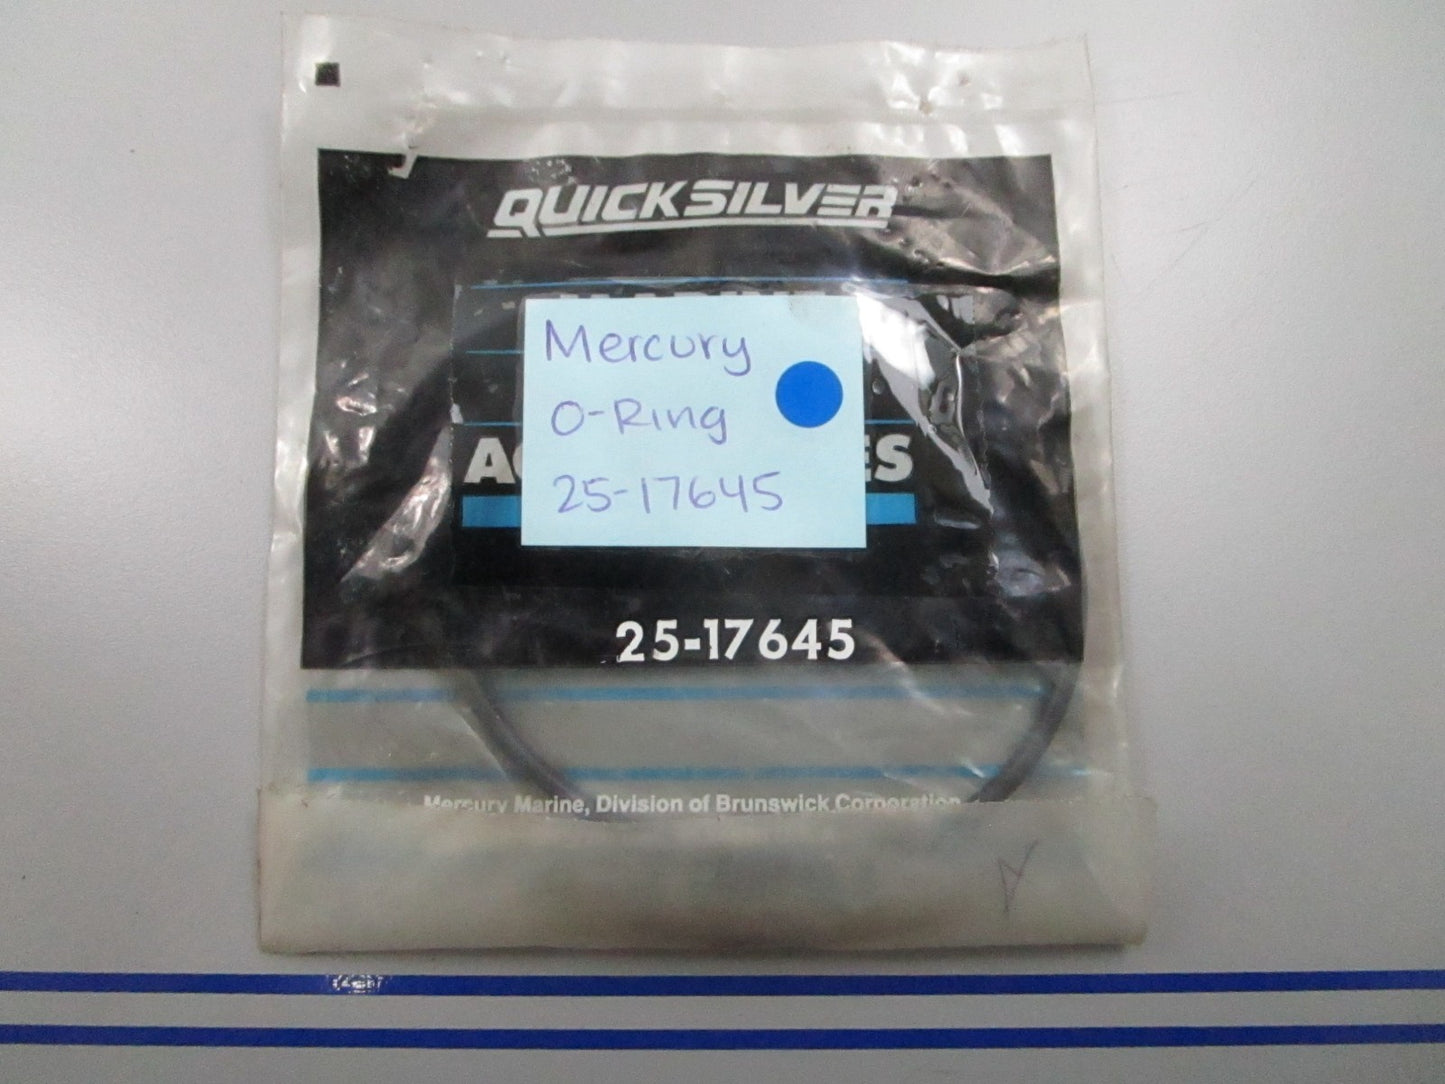 QUICKSILVER
Mercury
O-Ring
25-17645
25-17645
Mercury Marine, Division of Brunswick Corporation